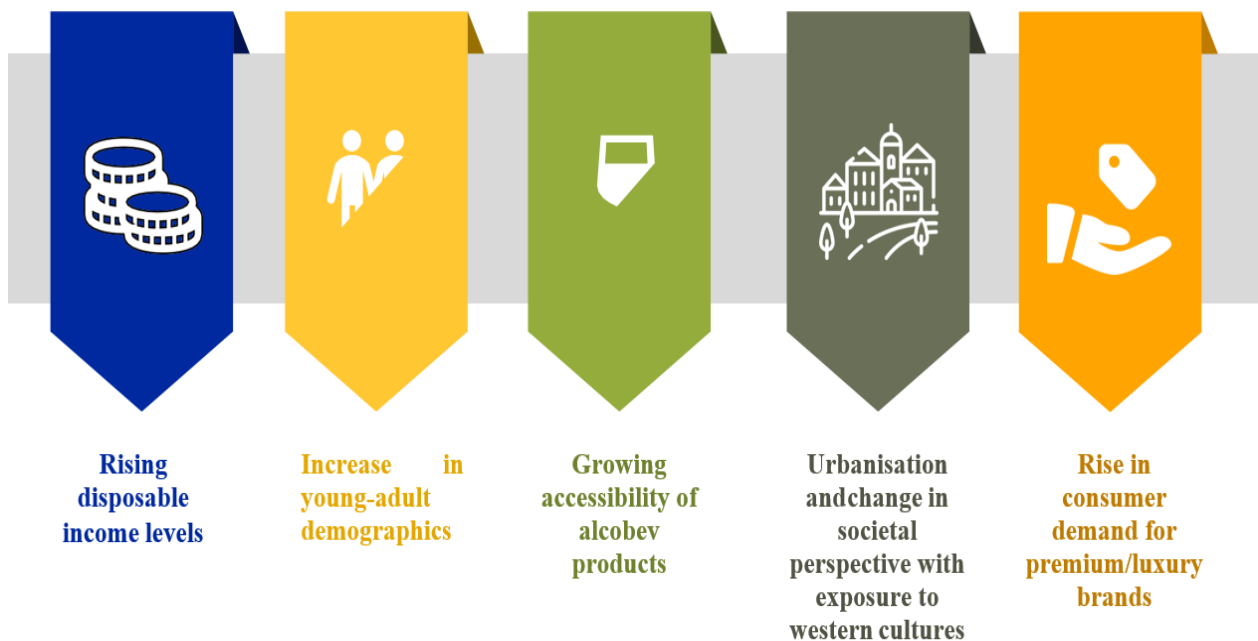 Rising
disposable
income levels
Increase in
young-adult
demographics
Growing
accessibility of
alcobev
products
Urbanisation
andchange in
societal
perspective with
exposure to
western cultures
Rise in
consumer
demand for
premium/luxury
brands